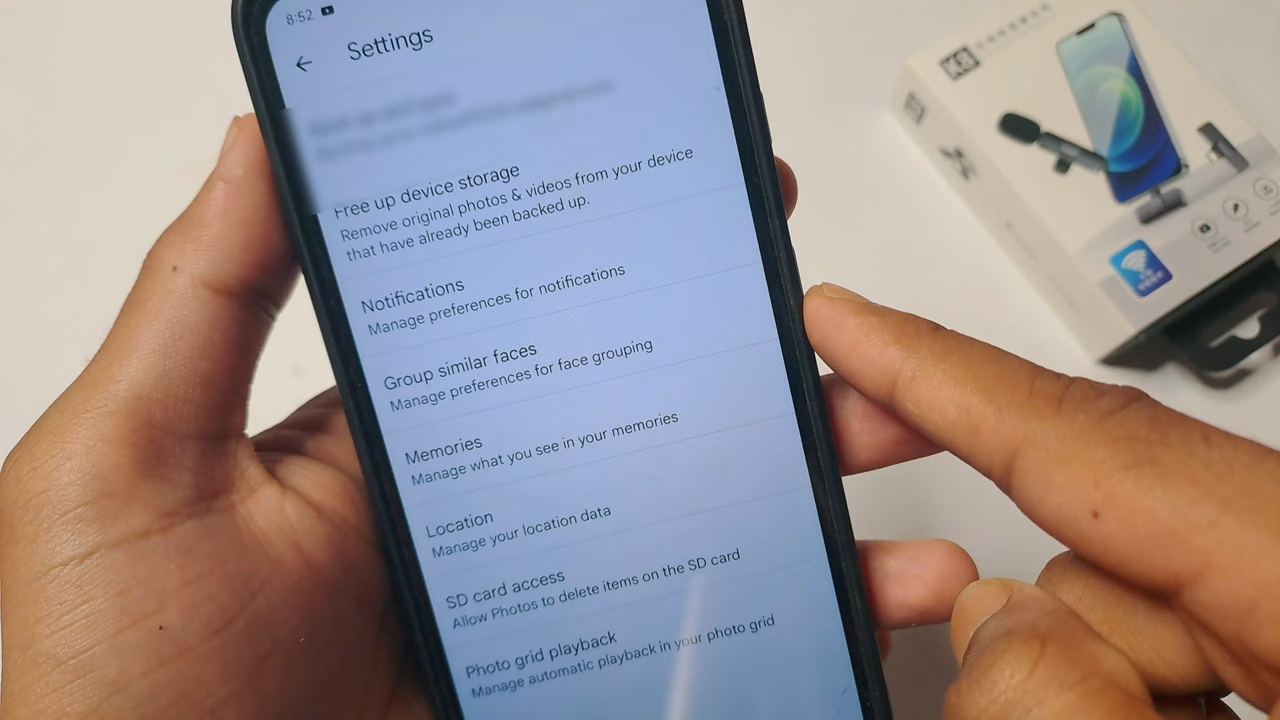 8:52
Settings
Free up device storage
Remove original photos & videos from your device
that have already been backed up.
Notifications
Manage preferences for notifications
Group similar faces
Manage preferences for face grouping
Memories
Manage what you see in your memories
Location
Manage your location data
SD card access
Allow Photos to delete items on the SD card
Photo grid playback
Manage automatic playback in your photo grid
K8